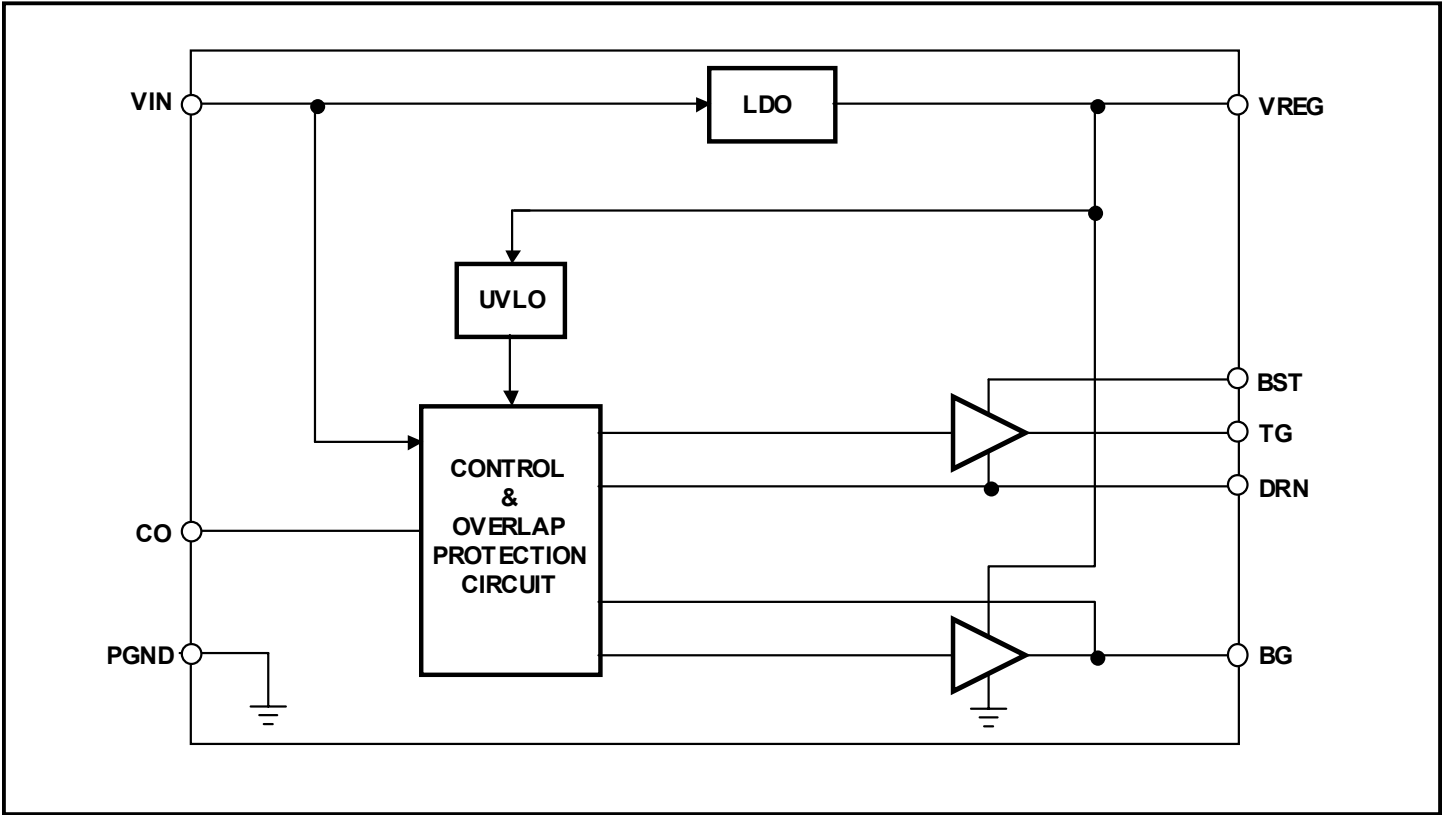 VIN
LDO
VREG
UVLO
BST
TG
DRN
CONTROL
&
OVERLAP
PROTECTION
CIRCUIT
CO
PGND
BG